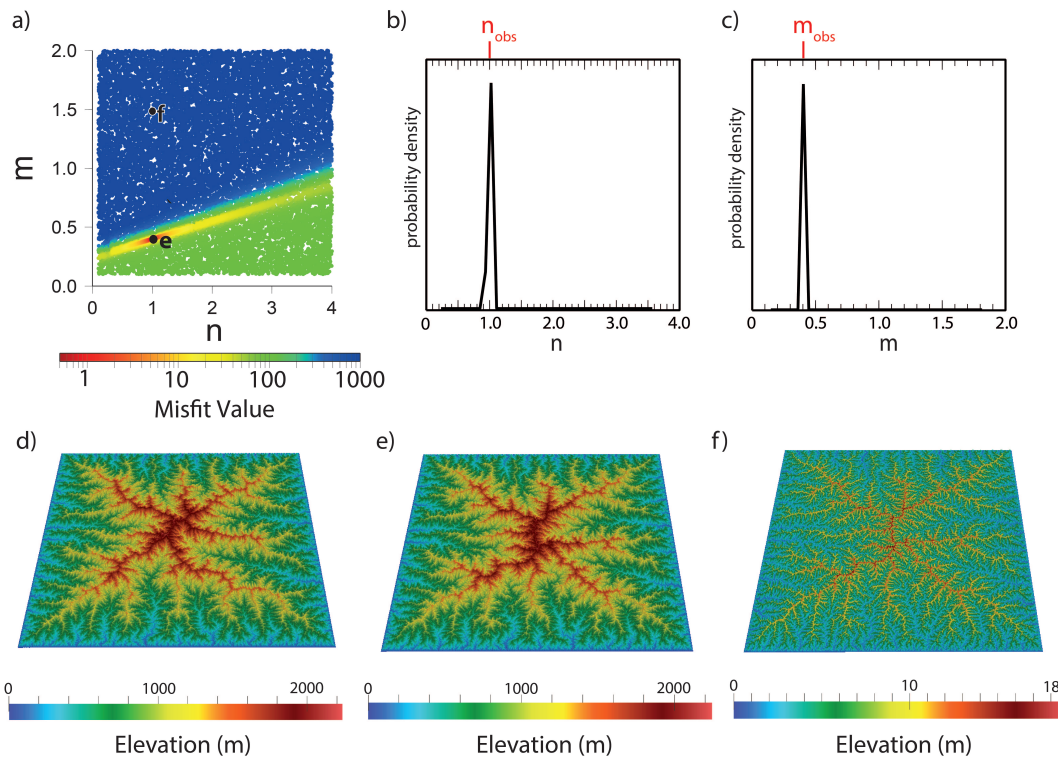 a)
2.0
1.5
1.0
0.5
0.0
m
f
e
0 1 2 3 4
n
1 10 100 1000
Misfit Value
b)
n obs
probability density
0 1.0 2.0 3.0 4.0
n
c)
m obs
probability density
0 0.5 1.0 1.5 2.0
m
d)
0 1000 2000
Elevation (m)
e)
0 1000 2000
Elevation (m)
f)
0 10 18
Elevation (m)